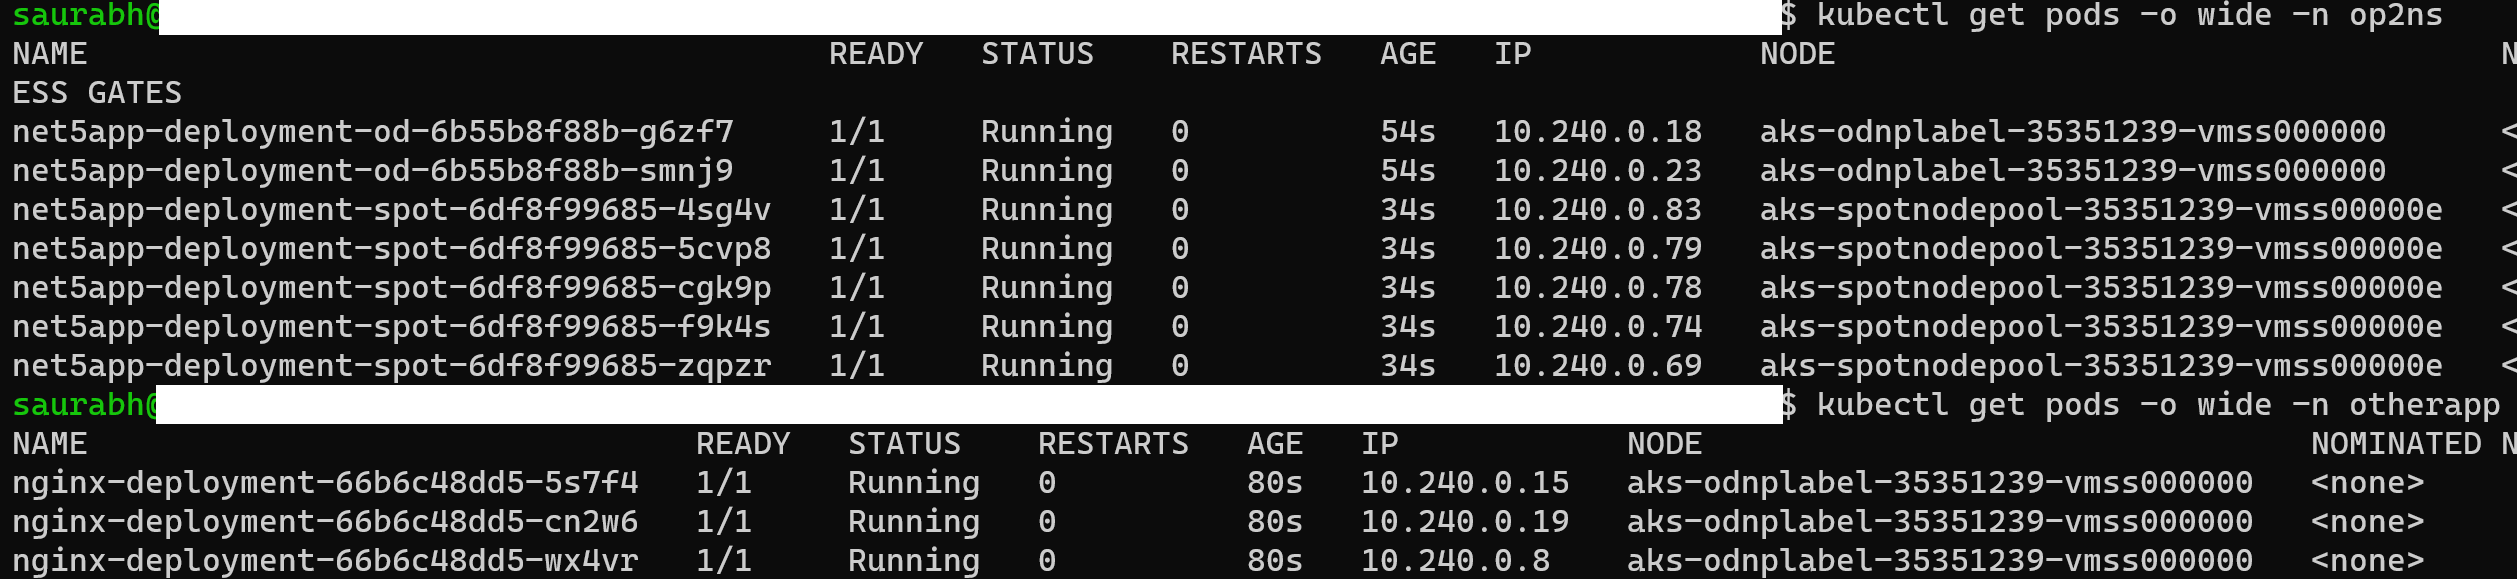 saurabh@ $ kubectl get pods -o wide -n op2ns
NAME READY STATUS RESTARTS AGE IP NODE N
ESS GATES
net5app-deployment-od-6b55b8f88b-g6zf7 1/1 Running 0 54s 10.240.0.18 aks-odnplabel-35351239-vmss000000 <
net5app-deployment-od-6b55b8f88b-smnj9 1/1 Running 0 54s 10.240.0.23 aks-odnplabel-35351239-vmss000000 <
net5app-deployment-spot-6df8f99685-4sg4v 1/1 Running 0 34s 10.240.0.83 aks-spotnodepool-35351239-vmss00000e <
net5app-deployment-spot-6df8f99685-5cvp8 1/1 Running 0 34s 10.240.0.79 aks-spotnodepool-35351239-vmss00000e <
net5app-deployment-spot-6df8f99685-cgk9p 1/1 Running 0 34s 10.240.0.78 aks-spotnodepool-35351239-vmss00000e <
net5app-deployment-spot-6df8f99685-f9k4s 1/1 Running 0 34s 10.240.0.74 aks-spotnodepool-35351239-vmss00000e <
net5app-deployment-spot-6df8f99685-zqpzr 1/1 Running 0 34s 10.240.0.69 aks-spotnodepool-35351239-vmss00000e <
saurabh@ $ kubectl get pods -o wide -n otherapp
NAME READY STATUS RESTARTS AGE IP NODE NOMINATED N
nginx-deployment-66b6c48dd5-5s7f4 1/1 Running 0 80s 10.240.0.15 aks-odnplabel-35351239-vmss000000 <none>
nginx-deployment-66b6c48dd5-cn2w6 1/1 Running 0 80s 10.240.0.19 aks-odnplabel-35351239-vmss000000 <none>
nginx-deployment-66b6c48dd5-wx4vr 1/1 Running 0 80s 10.240.0.8 aks-odnplabel-35351239-vmss000000 <none>